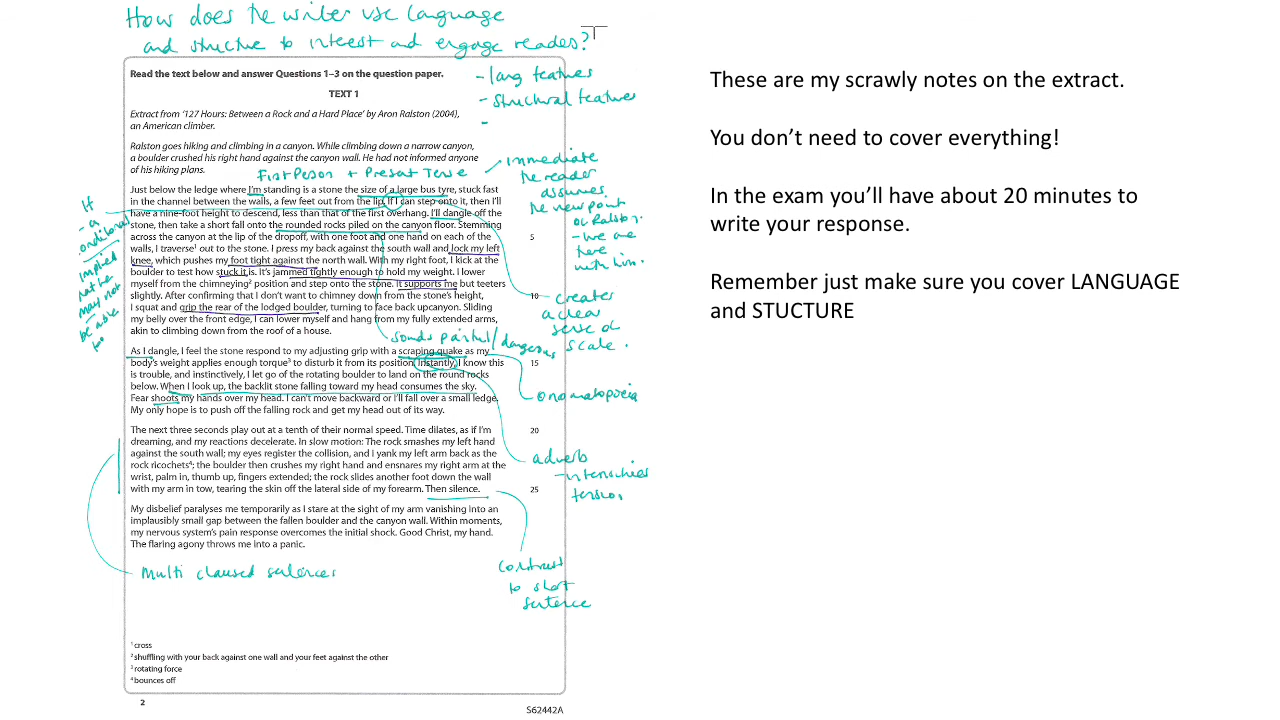 How does the writer use language
and structure to interest and engage readers?
Read the text below and answer Questions 1–3 on the question paper.
- lang features
TEXT 1
- structural features
-
Extract from ‘127 Hours: Between a Rock and a Hard Place’ by Aron Ralston (2004),
an American climber.
Ralston goes hiking and climbing in a canyon. While climbing down a narrow canyon,
a boulder crushed his right hand against the canyon wall. He had not informed anyone
of his hiking plans.
First Person + Present Tense
immediate
the reader
assumes
the viewpoint
of Ralston.
- we are
here
with him.
Just below the ledge where I’m standing is a stone the size of a large bus tyre, stuck fast
in the channel between the walls, a few feet out from the lip. If I can step onto it, then I’ll
have a nine-foot height to descend, less than that of the first overhang. I’ll dangle off the
stone, then take a short fall onto the rounded rocks piled on the canyon floor. Stemming
across the canyon at the lip of the dropoff, with one foot and one hand on each of the
5
walls, I traverse¹ out to the stone. I press my back against the south wall and lock my left
knee, which pushes my foot tight against the north wall. With my right foot, I kick at the
boulder to test how stuck it is. It’s jammed tightly enough to hold my weight. I lower
myself from the chimneying² position and step onto the stone. It supports me but teeters
slightly. After confirming that I don’t want to chimney down from the stone’s height,
10
I squat and grip the rear of the lodged boulder, turning to face back upcanyon. Sliding
my belly over the front edge, I can lower myself and hang from my fully extended arms,
akin to climbing down from the roof of a house.
If
- a
conditional
implied
that he
may not
be able
to
creates
a clear
sense of
scale.
sounds painful/dangerous
As I dangle, I feel the stone respond to my adjusting grip with a scraping quake as my
body’s weight applies enough torque³ to disturb it from its position. Instantly, I know this
15
is trouble, and instinctively, I let go of the rotating boulder to land on the round rocks
below. When I look up, the backlit stone falling toward my head consumes the sky.
Fear shoots my hands over my head. I can’t move backward or I’ll fall over a small ledge.
My only hope is to push off the falling rock and get my head out of its way.
onomatopoeia
The next three seconds play out at a tenth of their normal speed. Time dilates, as if I’m
20
dreaming, and my reactions decelerate. In slow motion: The rock smashes my left hand
against the south wall; my eyes register the collision, and I yank my left arm back as the
rock ricochets⁴; the boulder then crushes my right hand and ensnares my right arm at the
wrist, palm in, thumb up, fingers extended; the rock slides another foot down the wall
with my arm in tow, tearing the skin off the lateral side of my forearm. Then silence.
25
adverb
- intensifies
tension.
My disbelief paralyses me temporarily as I stare at the sight of my arm vanishing into an
implausibly small gap between the fallen boulder and the canyon wall. Within moments,
my nervous system’s pain response overcomes the initial shock. Good Christ, my hand.
The flaring agony throws me into a panic.
Multi claused sentences
contrast
to short
sentence
¹ cross
² shuffling with your back against one wall and your feet against the other
³ rotating force
⁴ bounces off
2
S62442A
These are my scrawly notes on the extract.
You don’t need to cover everything!
In the exam you’ll have about 20 minutes to
write your response.
Remember just make sure you cover LANGUAGE
and STUCTURE